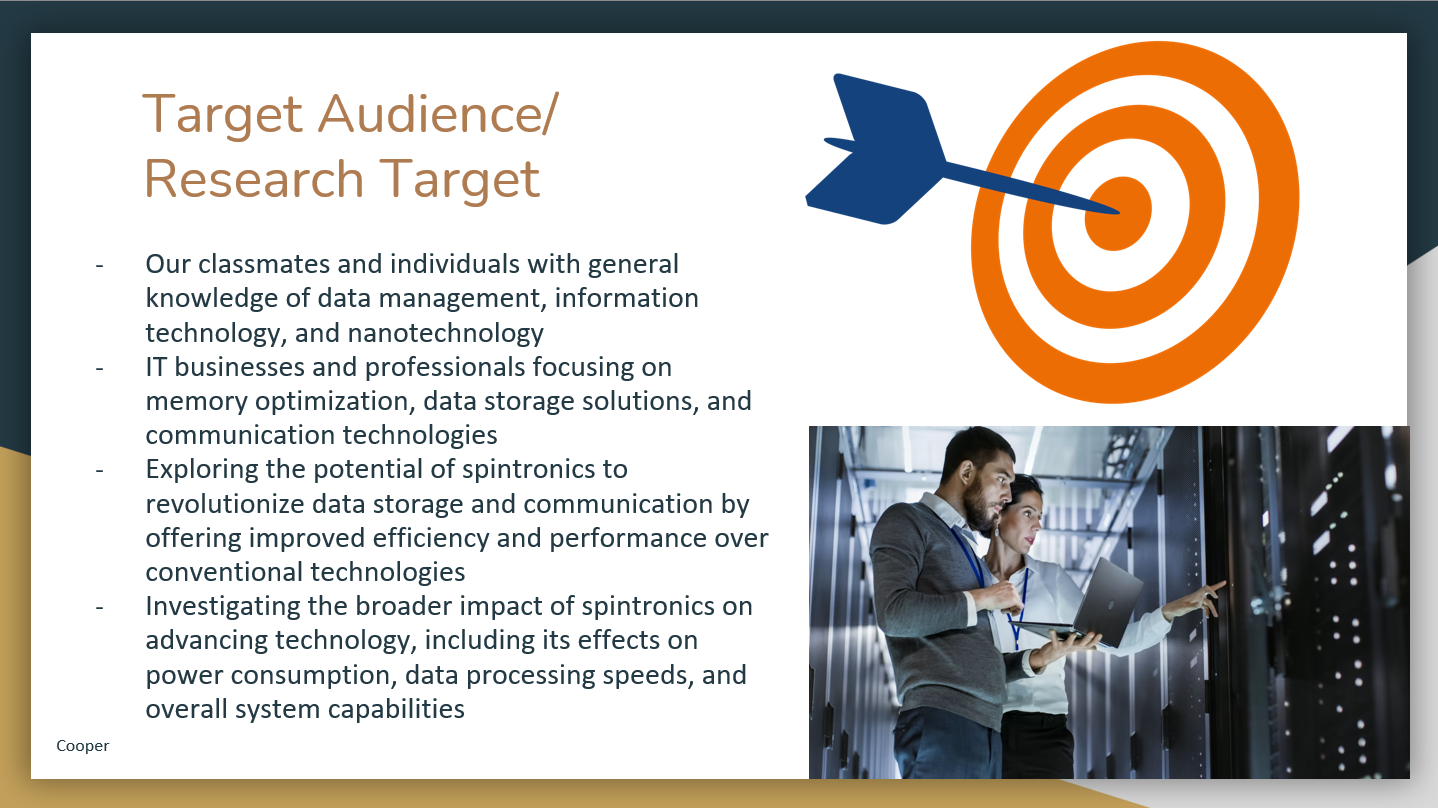 Target Audience/
Research Target
- Our classmates and individuals with general
knowledge of data management, information
technology, and nanotechnology
- IT businesses and professionals focusing on
memory optimization, data storage solutions, and
communication technologies
- Exploring the potential of spintronics to
revolutionize data storage and communication by
offering improved efficiency and performance over
conventional technologies
- Investigating the broader impact of spintronics on
advancing technology, including its effects on
power consumption, data processing speeds, and
overall system capabilities
Cooper